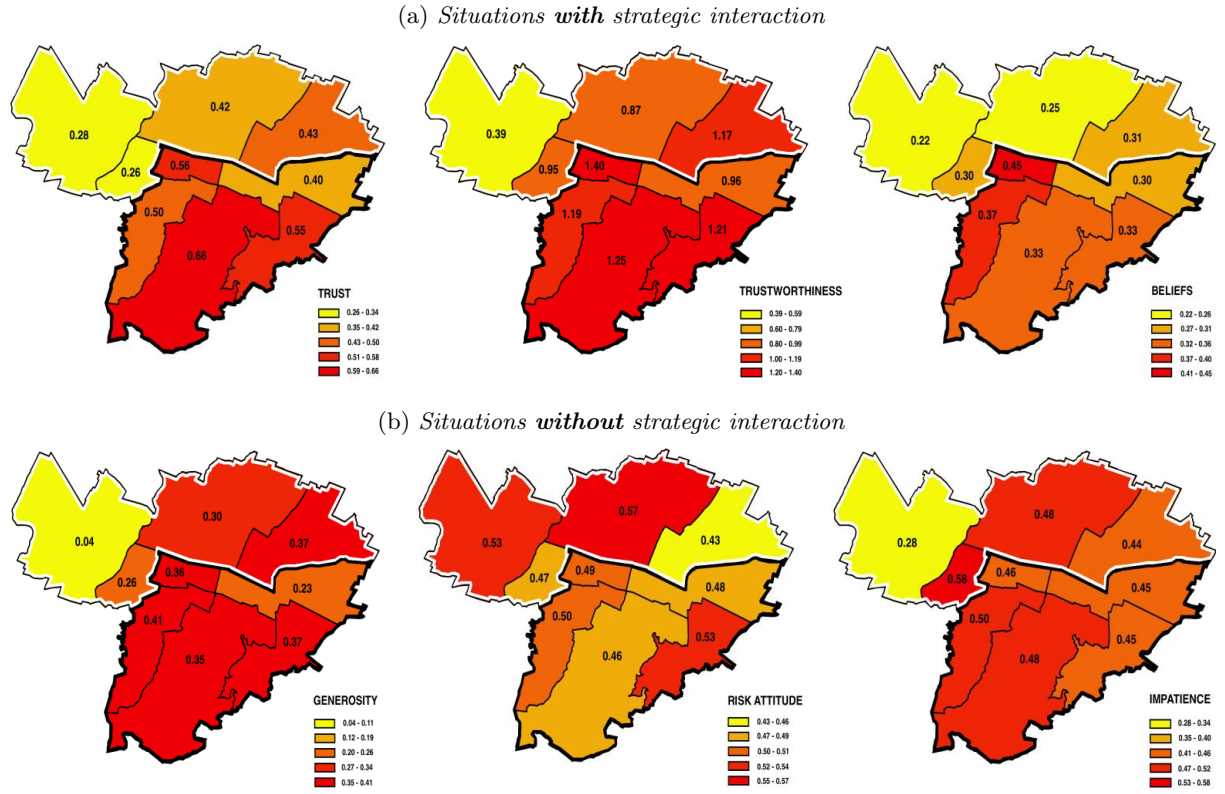 (a) Situations with strategic interaction
0.28
0.42
0.43
0.26
0.56
0.40
0.50
0.55
0.66
TRUST
0.26 - 0.34
0.35 - 0.42
0.43 - 0.50
0.51 - 0.58
0.59 - 0.66
0.39
0.87
1.17
0.95
1.40
0.96
1.19
1.21
1.25
TRUSTWORTHINESS
0.39 - 0.59
0.60 - 0.79
0.80 - 0.99
1.00 - 1.19
1.20 - 1.40
0.22
0.25
0.31
0.30
0.45
0.30
0.37
0.33
0.33
BELIEFS
0.22 - 0.26
0.27 - 0.31
0.32 - 0.36
0.37 - 0.40
0.41 - 0.45
(b) Situations without strategic interaction
0.04
0.30
0.37
0.26
0.36
0.23
0.41
0.37
0.35
GENEROSITY
0.04 - 0.11
0.12 - 0.19
0.20 - 0.26
0.27 - 0.34
0.35 - 0.41
0.53
0.57
0.43
0.47
0.49
0.48
0.50
0.53
0.46
RISK ATTITUDE
0.43 - 0.46
0.47 - 0.49
0.50 - 0.51
0.52 - 0.54
0.55 - 0.57
0.28
0.48
0.44
0.58
0.46
0.45
0.50
0.45
0.48
IMPATIENCE
0.28 - 0.34
0.35 - 0.40
0.41 - 0.46
0.47 - 0.52
0.53 - 0.58